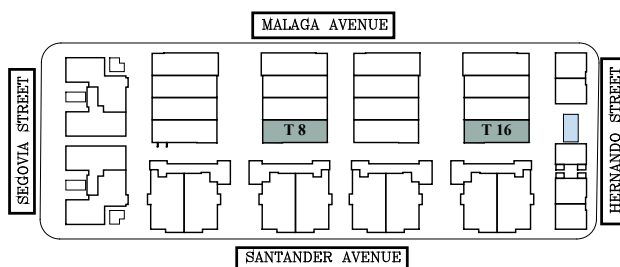 MALAGA AVENUE
SEGOVIA STREET
T 8
T 16
HERNANDO STREET
SANTANDER AVENUE